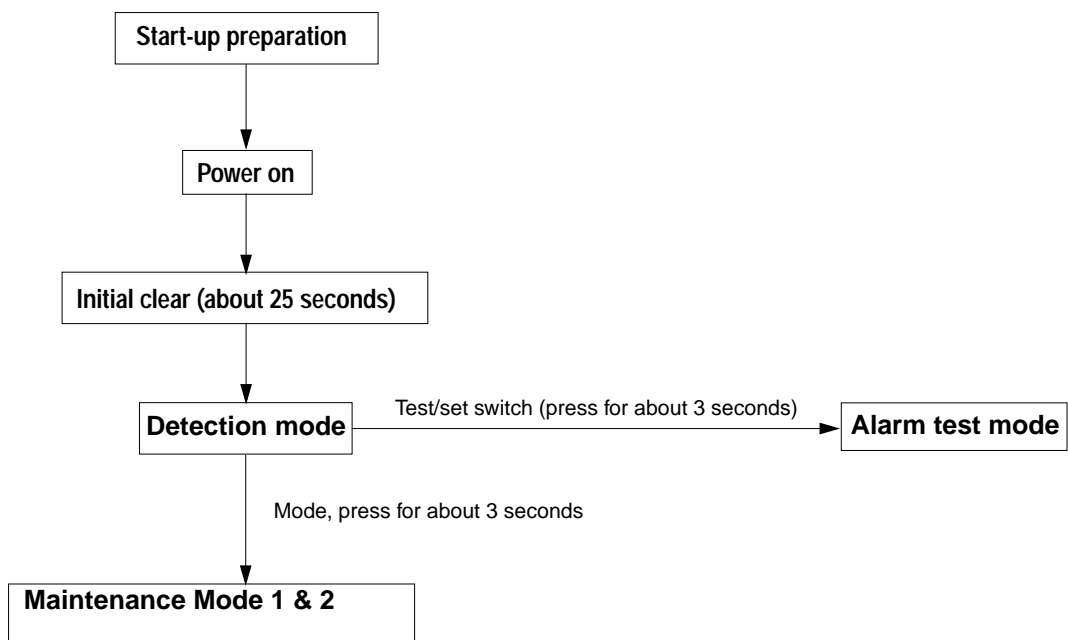 Start-up preparation
Power on
Initial clear (about 25 seconds)
Detection mode
Test/set switch (press for about 3 seconds)
Alarm test mode
Mode, press for about 3 seconds
Maintenance Mode 1 & 2